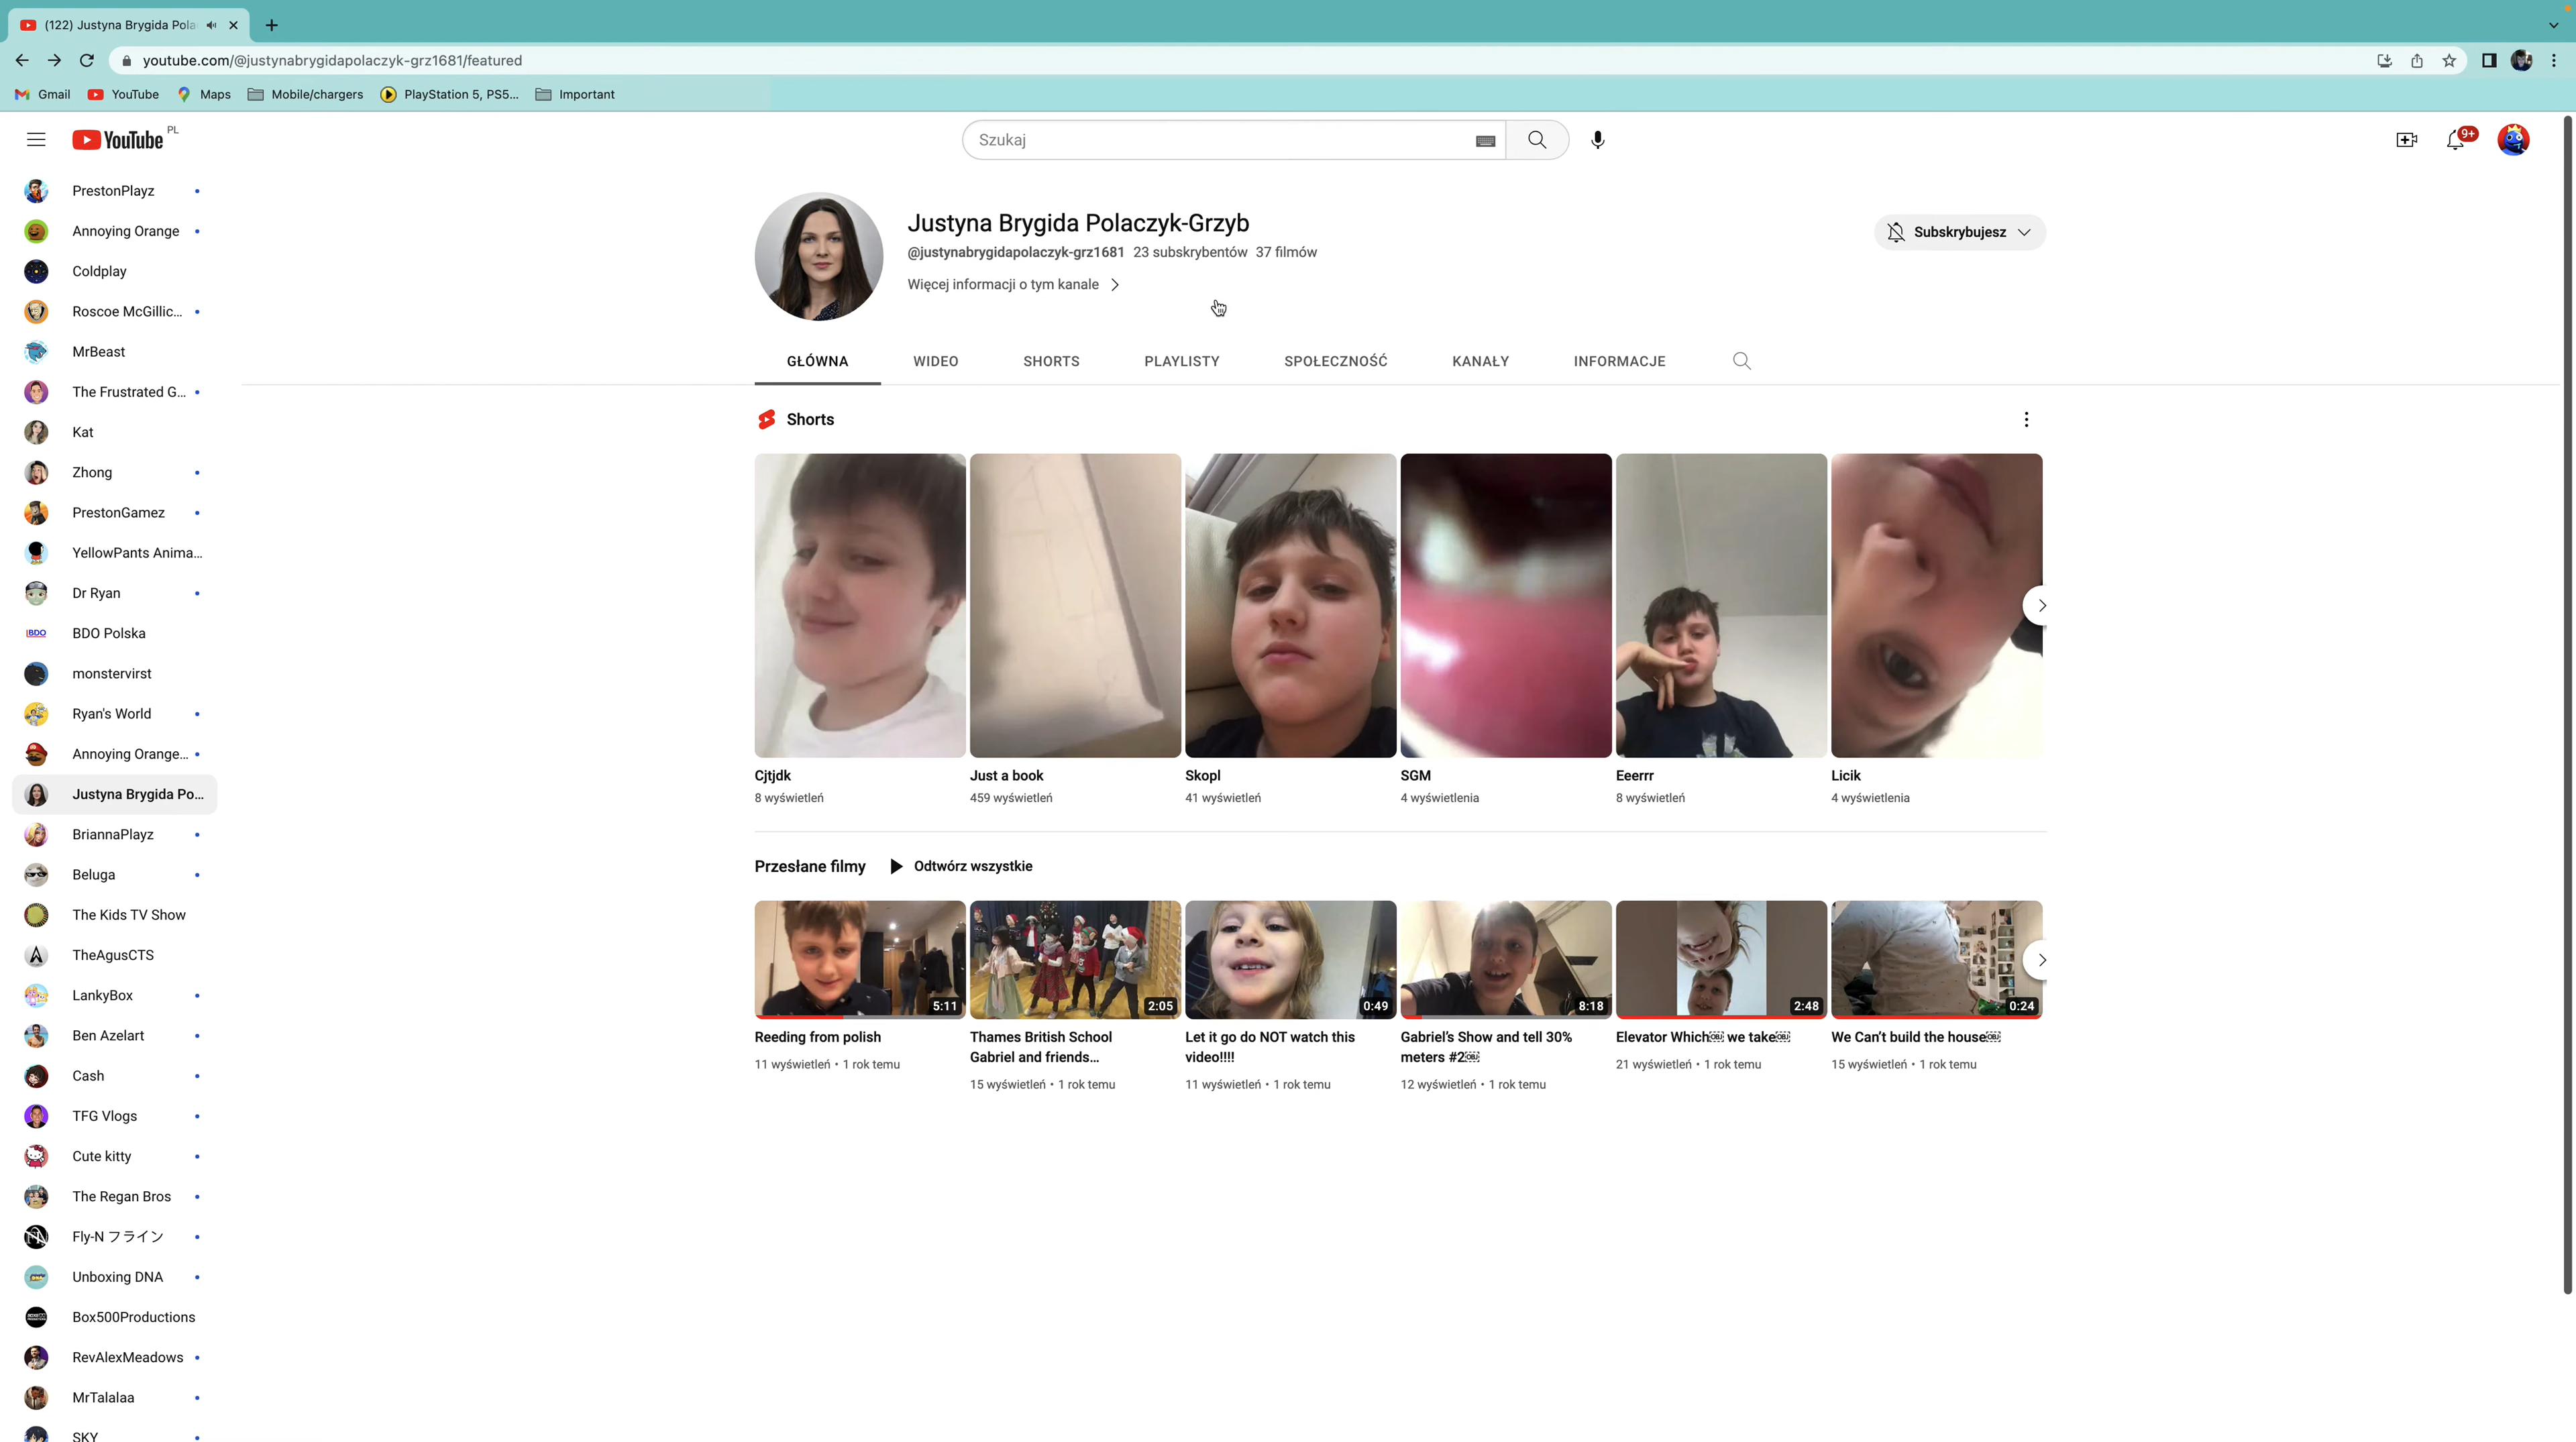 (122) Justyna Brygida Pola
youtube.com/@justynabrygidapolaczyk-grz1681/featured
Gmail YouTube Maps Mobile/chargers PlayStation 5, PS5... Important
YouTube PL
Szukaj
9+
PrestonPlayz
Annoying Orange
Coldplay
Roscoe McGillic...
MrBeast
The Frustrated G...
Kat
Zhong
PrestonGamez
YellowPants Anima...
Dr Ryan
BDO BDO Polska
monstervirst
Ryan's World
Annoying Orange...
Justyna Brygida Po...
BriannaPlayz
Beluga
The Kids TV Show
TheAgusCTS
LankyBox
Ben Azelart
Cash
TFG Vlogs
Cute kitty
The Regan Bros
Fly-N フライン
Unboxing DNA
Box500Productions
RevAlexMeadows
MrTalalaa
SKY
Justyna Brygida Polaczyk-Grzyb
@justynabrygidapolaczyk-grz1681 23 subskrybentów 37 filmów
Więcej informacji o tym kanale
Subskrybujesz
GŁÓWNA WIDEO SHORTS PLAYLISTY SPOŁECZNOŚĆ KANAŁY INFORMACJE
Shorts
Cjtjdk
8 wyświetleń
Just a book
459 wyświetleń
Skopl
41 wyświetleń
SGM
4 wyświetlenia
Eeerrr
8 wyświetleń
Licik
4 wyświetlenia
Przesłane filmy Odtwórz wszystkie
5:11
Reeding from polish
11 wyświetleń • 1 rok temu
2:05
Thames British School
Gabriel and friends...
15 wyświetleń • 1 rok temu
0:49
Let it go do NOT watch this
video!!!!
11 wyświetleń • 1 rok temu
8:18
Gabriel’s Show and tell 30%
meters #2￼
12 wyświetleń • 1 rok temu
2:48
Elevator Which￼ we take￼
21 wyświetleń • 1 rok temu
0:24
We Can’t build the house￼
15 wyświetleń • 1 rok temu